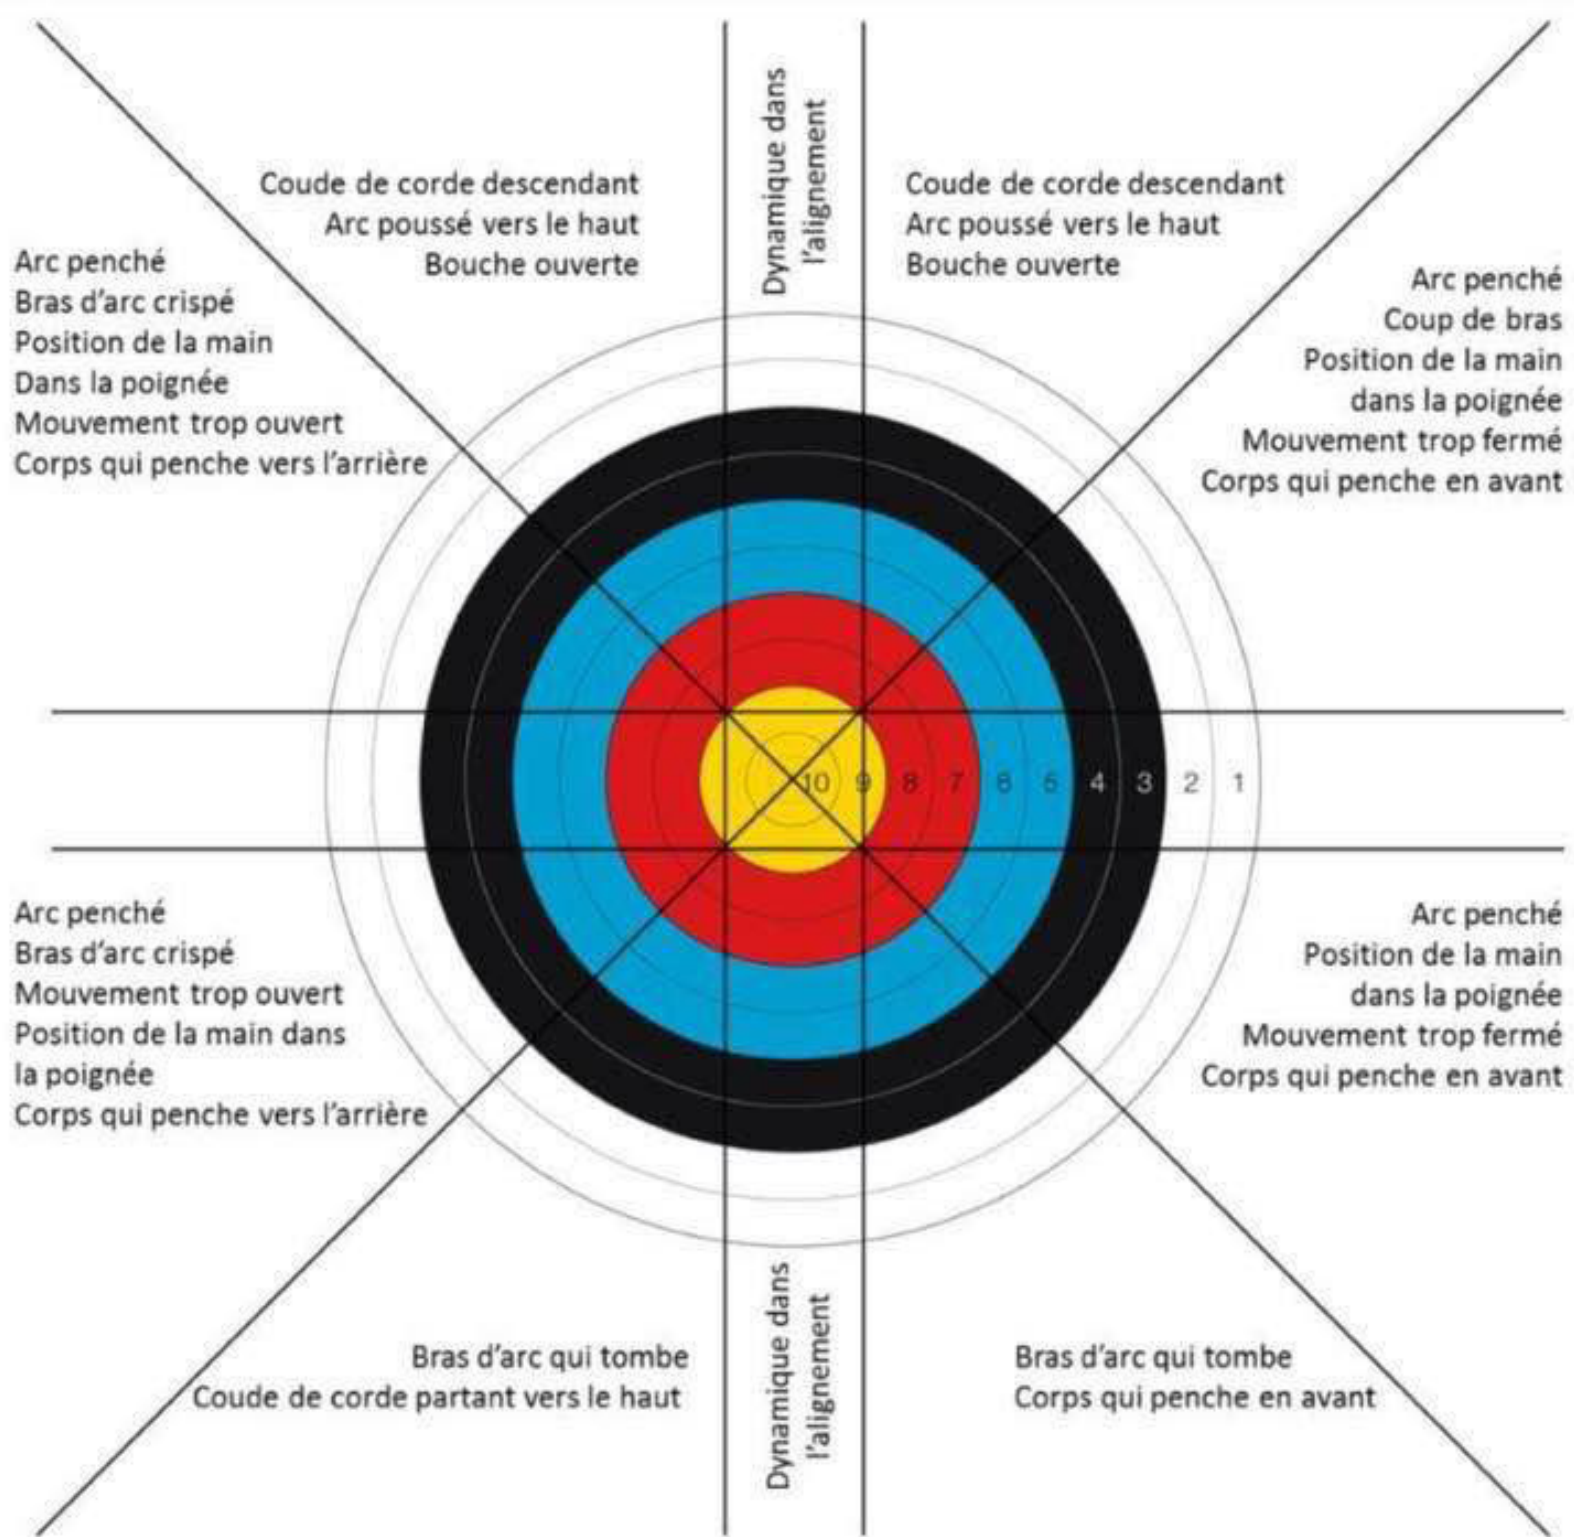 Dynamique dans
l'alignement
Coude de corde descendant
Arc poussé vers le haut
Bouche ouverte
Coude de corde descendant
Arc poussé vers le haut
Bouche ouverte
Arc penché
Bras d'arc crispé
Position de la main
Dans la poignée
Mouvement trop ouvert
Corps qui penche vers l'arrière
Arc penché
Coup de bras
Position de la main
dans la poignée
Mouvement trop fermé
Corps qui penche en avant
10 9 8 7 6 5 4 3 2 1
Arc penché
Bras d'arc crispé
Mouvement trop ouvert
Position de la main dans
la poignée
Corps qui penche vers l'arrière
Arc penché
Position de la main
dans la poignée
Mouvement trop fermé
Corps qui penche en avant
Bras d'arc qui tombe
Coude de corde partant vers le haut
Dynamique dans
l'alignement
Bras d'arc qui tombe
Corps qui penche en avant